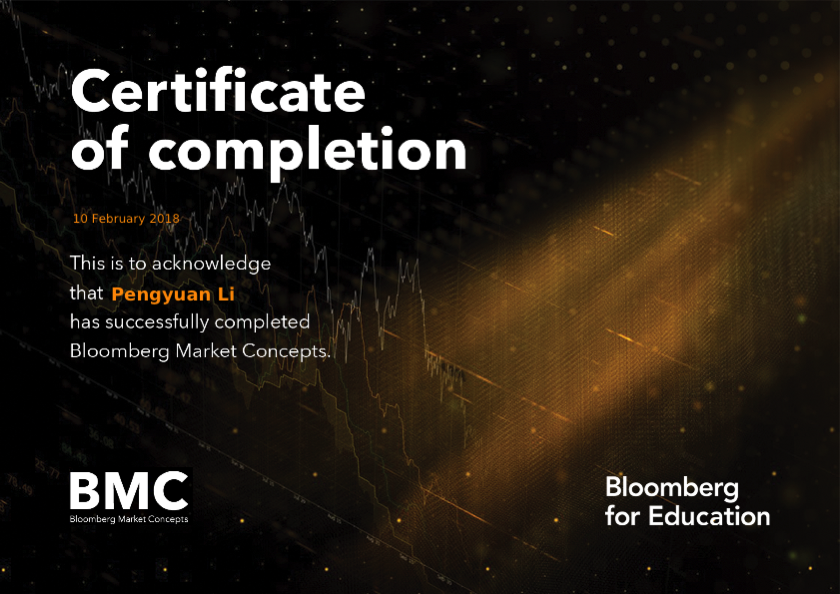 Certificate
of completion
10 February 2018
This is to acknowledge
that Pengyuan Li
has successfully completed
Bloomberg Market Concepts.
BMC
Bloomberg Market Concepts
Bloomberg
for Education